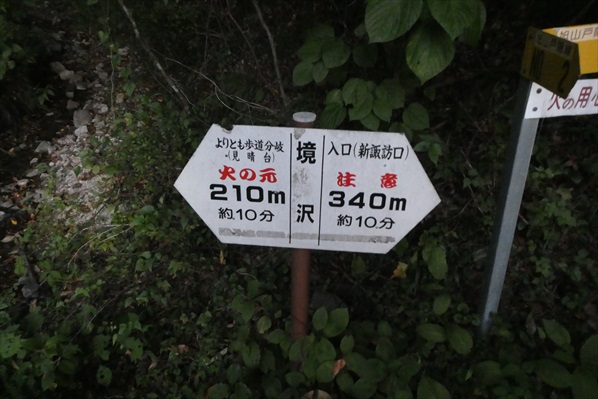 よりとも歩道分岐
(見晴台)
火の元
210m
約10分
境
沢
入口(新諏訪口)
注意
340m
約10分
火の用心